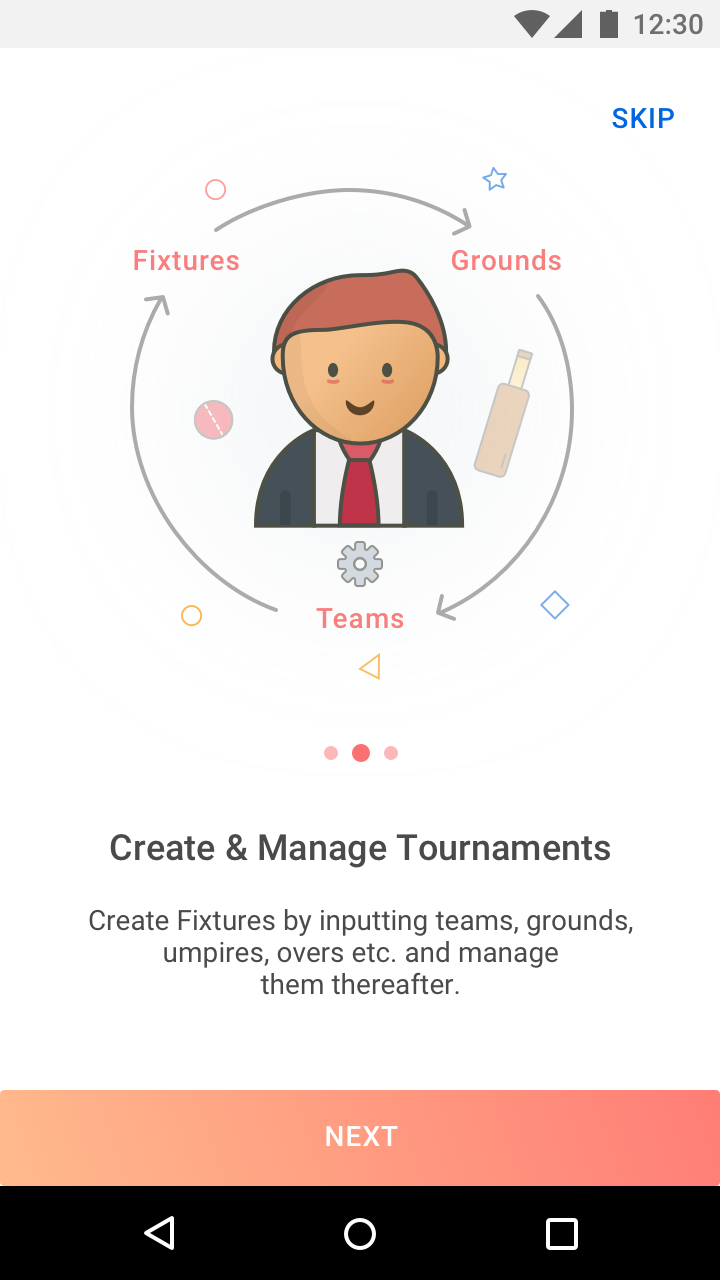 12:30
SKIP
Fixtures
Grounds
Teams
Create & Manage Tournaments
Create Fixtures by inputting teams, grounds,
umpires, overs etc. and manage
them thereafter.
NEXT